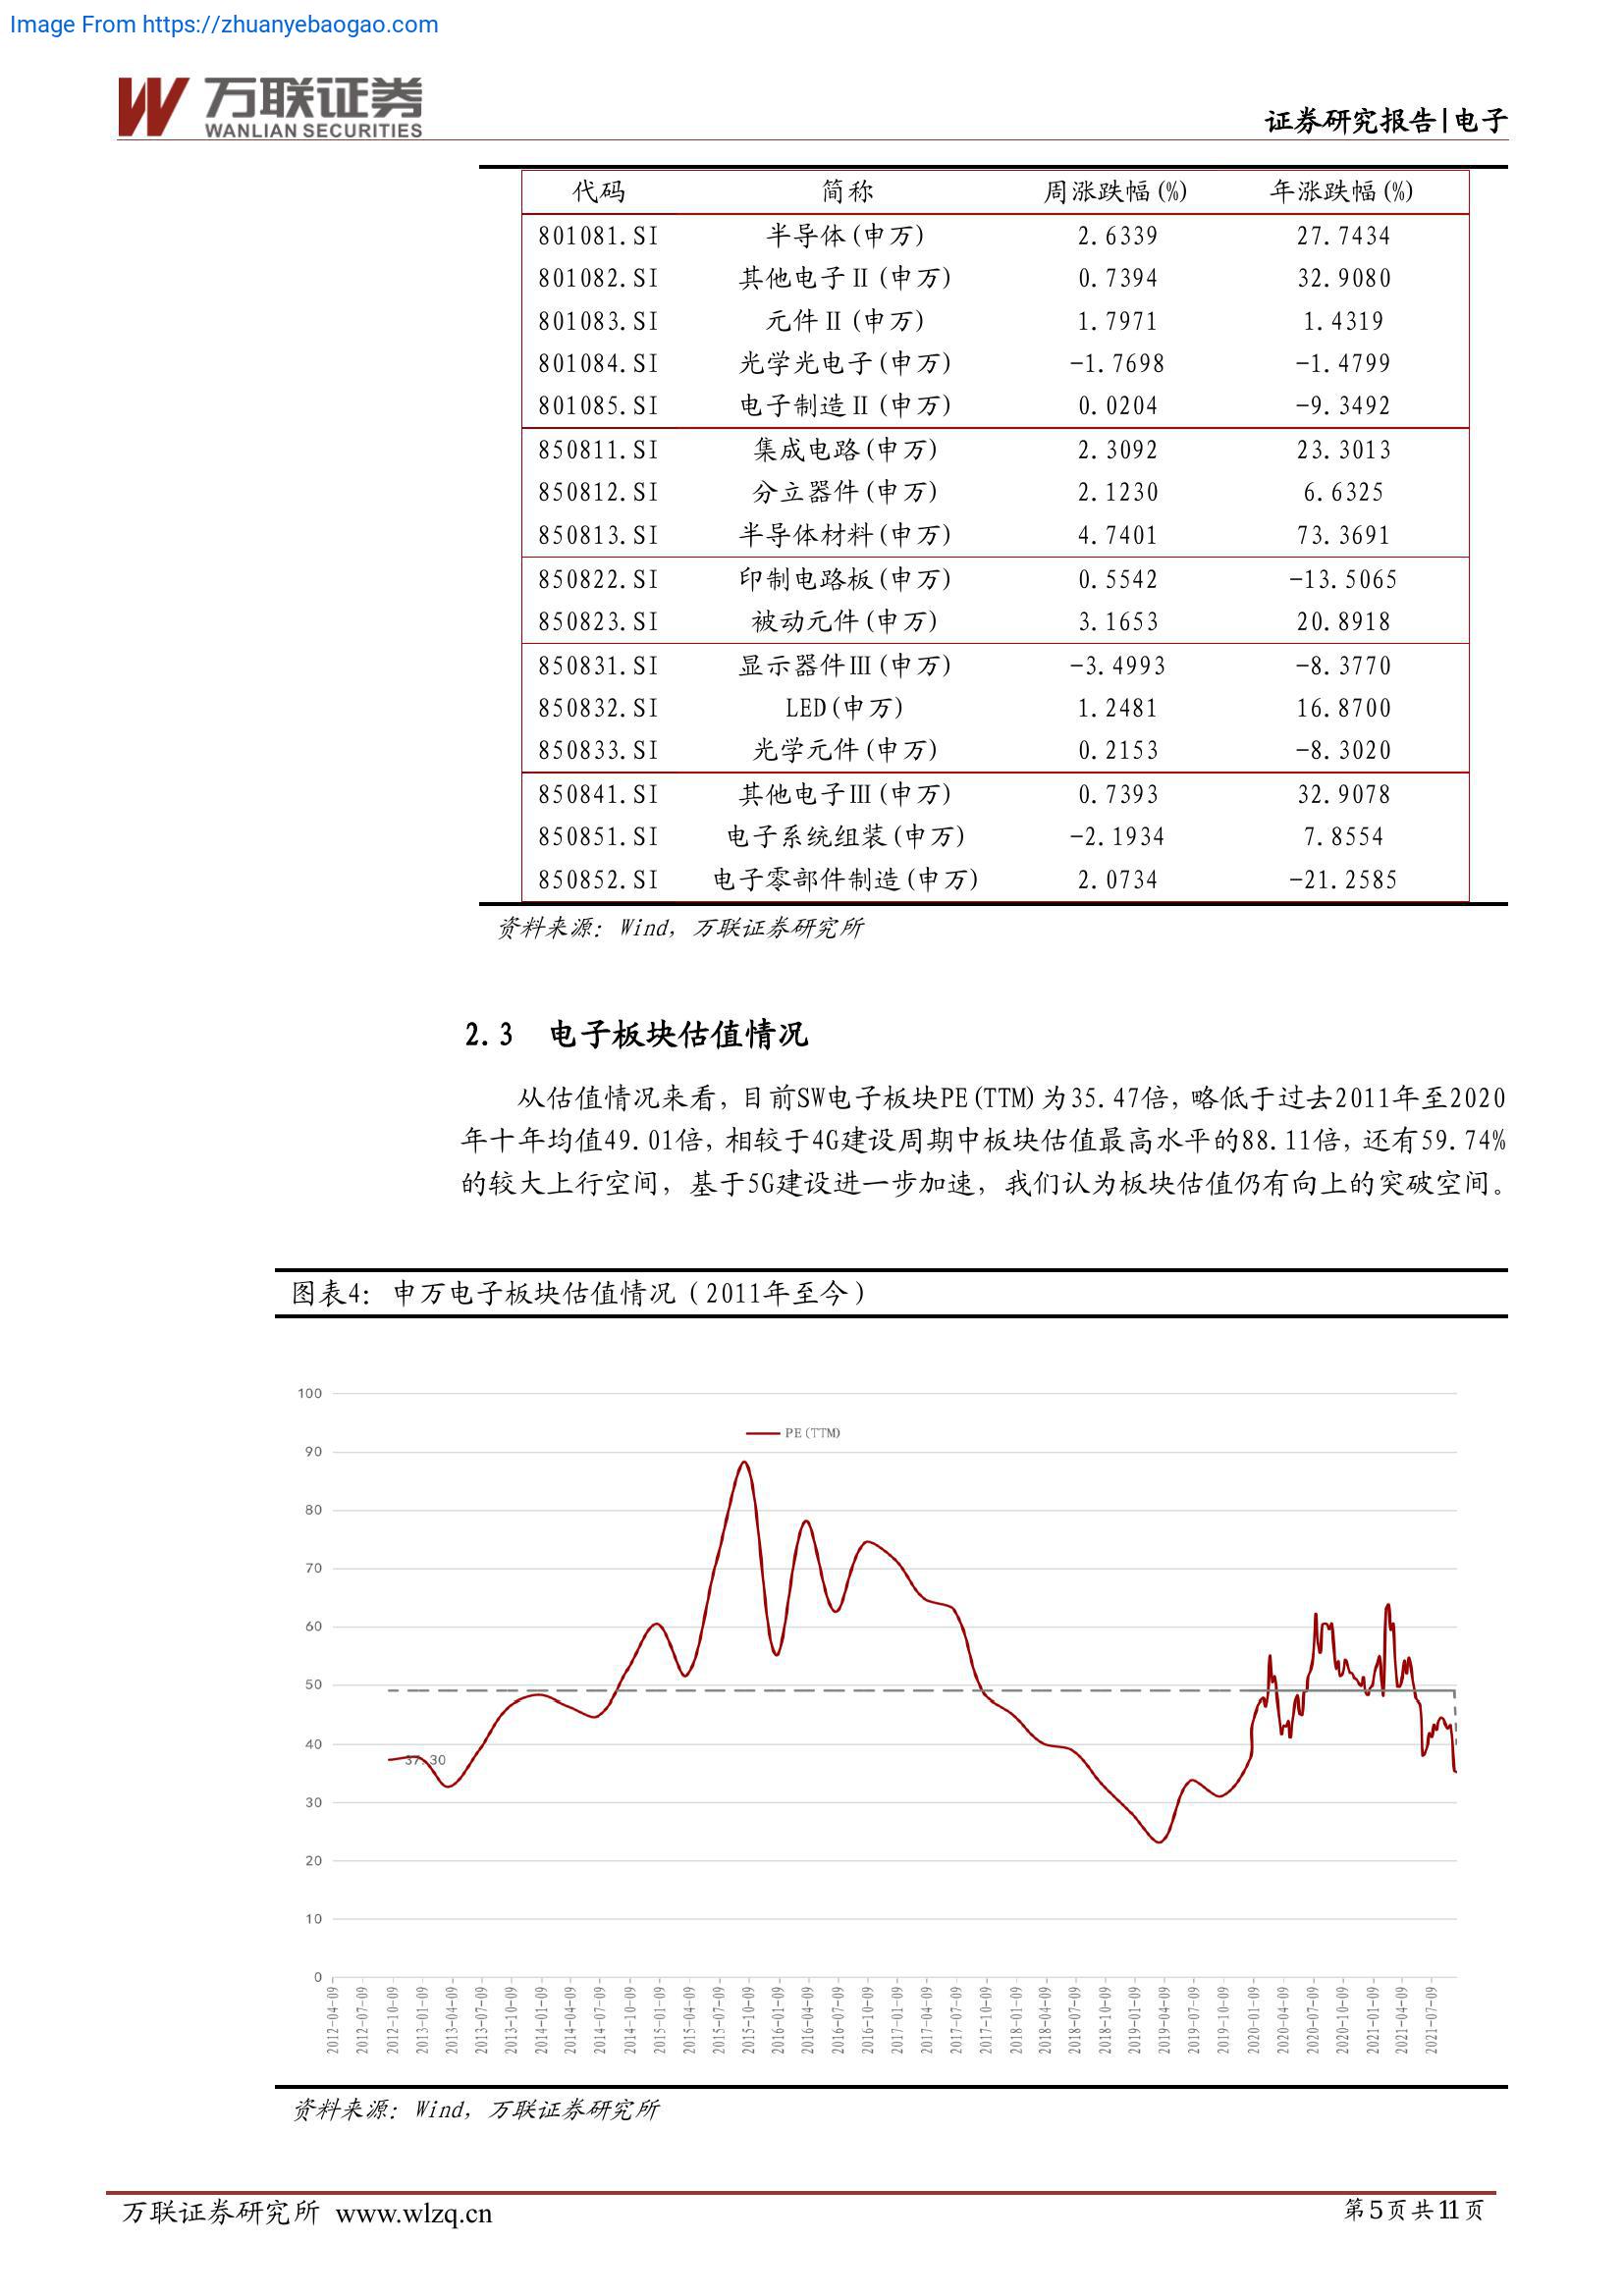 Image From https://zhuanyebaogao.com
万联证券
WANLIAN SECURITIES
证券研究报告|电子
代码 简称 周涨跌幅(%) 年涨跌幅(%)
801081.SI 半导体(申万) 2.6339 27.7434
801082.SI 其他电子Ⅱ(申万) 0.7394 32.9080
801083.SI 元件Ⅱ(申万) 1.7971 1.4319
801084.SI 光学光电子(申万) -1.7698 -1.4799
801085.SI 电子制造Ⅱ(申万) 0.0204 -9.3492
850811.SI 集成电路(申万) 2.3092 23.3013
850812.SI 分立器件(申万) 2.1230 6.6325
850813.SI 半导体材料(申万) 4.7401 73.3691
850822.SI 印制电路板(申万) 0.5542 -13.5065
850823.SI 被动元件(申万) 3.1653 20.8918
850831.SI 显示器件Ⅲ(申万) -3.4993 -8.3770
850832.SI LED(申万) 1.2481 16.8700
850833.SI 光学元件(申万) 0.2153 -8.3020
850841.SI 其他电子Ⅲ(申万) 0.7393 32.9078
850851.SI 电子系统组装(申万) -2.1934 7.8554
850852.SI 电子零部件制造(申万) 2.0734 -21.2585
资料来源：Wind，万联证券研究所
2.3 电子板块估值情况
从估值情况来看，目前SW电子板块PE(TTM)为35.47倍，略低于过去2011年至2020
年十年均值49.01倍，相较于4G建设周期中板块估值最高水平的88.11倍，还有59.74%
的较大上行空间，基于5G建设进一步加速，我们认为板块估值仍有向上的突破空间。
图表4：申万电子板块估值情况（2011年至今）
100
PE(TTM)
90
80
70
60
50
40
37.30
30
20
10
0
2012-04-09
2012-07-09
2012-10-09
2013-01-09
2013-04-09
2013-07-09
2013-10-09
2014-01-09
2014-04-09
2014-07-09
2014-10-09
2015-01-09
2015-04-09
2015-07-09
2015-10-09
2016-01-09
2016-04-09
2016-07-09
2016-10-09
2017-01-09
2017-04-09
2017-07-09
2017-10-09
2018-01-09
2018-04-09
2018-07-09
2018-10-09
2019-01-09
2019-04-09
2019-07-09
2019-10-09
2020-01-09
2020-04-09
2020-07-09
2020-10-09
2021-01-09
2021-04-09
2021-07-09
资料来源：Wind，万联证券研究所
万联证券研究所 www.wlzq.cn
第5页共11页